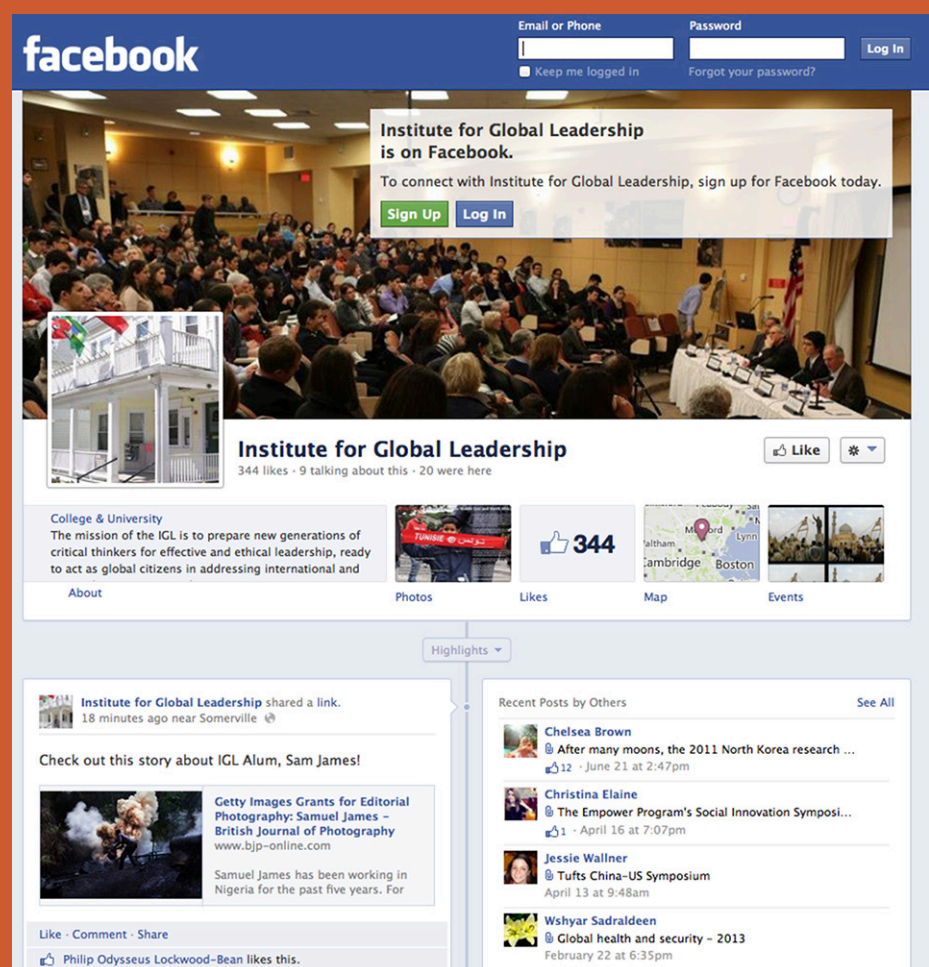 facebook
Email or Phone
Password
Log In
Keep me logged in
Forgot your password?
Institute for Global Leadership
is on Facebook.
To connect with Institute for Global Leadership, sign up for Facebook today.
Sign Up
Log In
Institute for Global Leadership
344 likes · 9 talking about this · 20 were here
Like
College & University
The mission of the IGL is to prepare new generations of
critical thinkers for effective and ethical leadership, ready
to act as global citizens in addressing international and
About
TUNISIE تونس
Photos
344
Likes
Waltham
Medford
Lynn
Cambridge
Boston
Map
Events
Highlights
Institute for Global Leadership shared a link.
18 minutes ago near Somerville
Check out this story about IGL Alum, Sam James!
Getty Images Grants for Editorial
Photography: Samuel James –
British Journal of Photography
www.bjp-online.com
Samuel James has been working in
Nigeria for the past five years. For
Like · Comment · Share
Philip Odysseus Lockwood-Bean likes this.
Recent Posts by Others
See All
Chelsea Brown
After many moons, the 2011 North Korea research ...
12 · June 21 at 2:47pm
Christina Elaine
The Empower Program's Social Innovation Symposi...
1 · April 16 at 7:07pm
Jessie Wallner
Tufts China-US Symposium
April 13 at 9:48am
Wshyar Sadraldeen
Global health and security – 2013
February 22 at 6:35pm